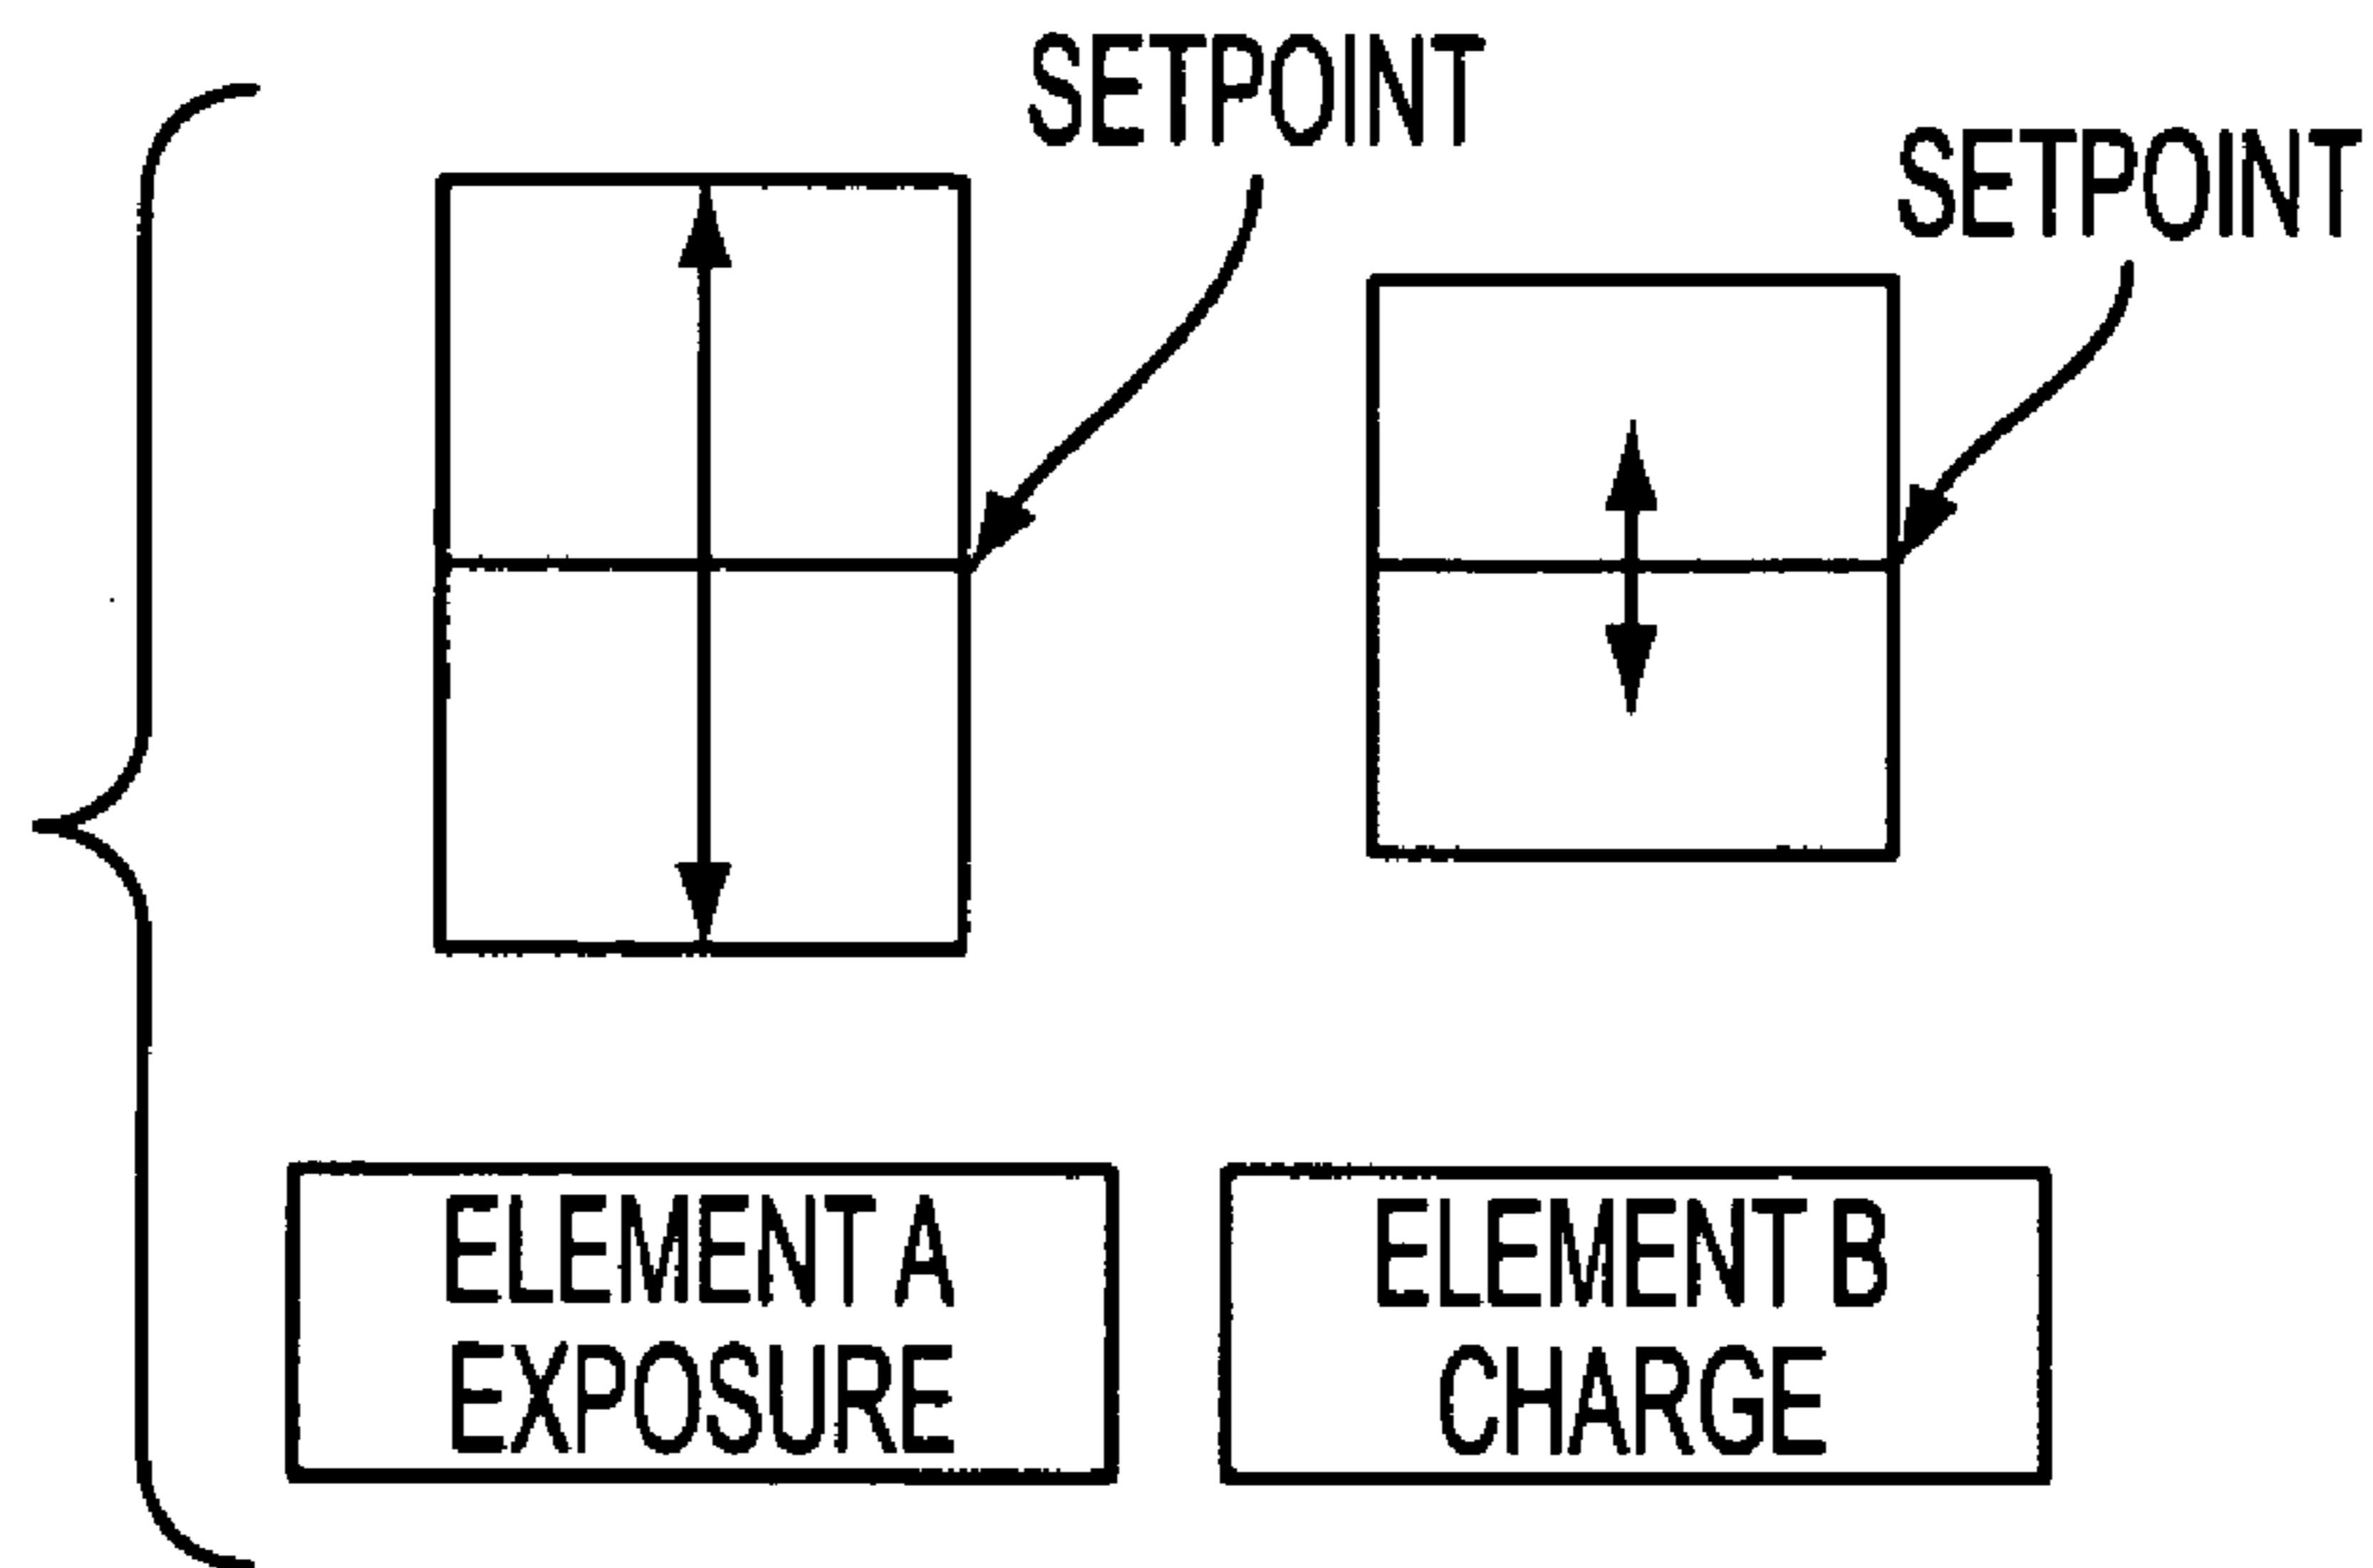 SETPOINT
SETPOINT
ELEMENT A
EXPOSURE
ELEMENT B
CHARGE